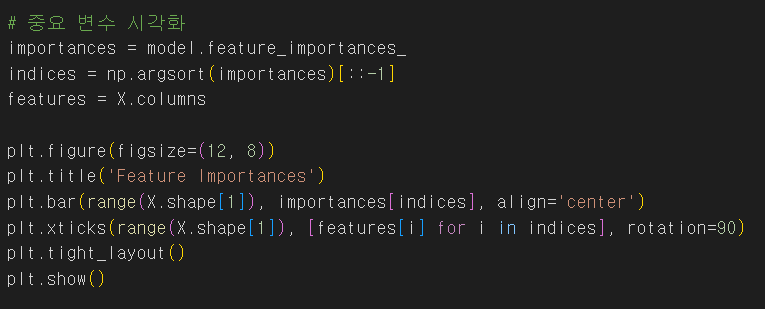 # 중요 변수 시각화
importances = model.feature_importances_
indices = np.argsort(importances)[::-1]
features = X.columns
plt.figure(figsize=(12, 8))
plt.title('Feature Importances')
plt.bar(range(X.shape[1]), importances[indices], align='center')
plt.xticks(range(X.shape[1]), [features[i] for i in indices], rotation=90)
plt.tight_layout()
plt.show()